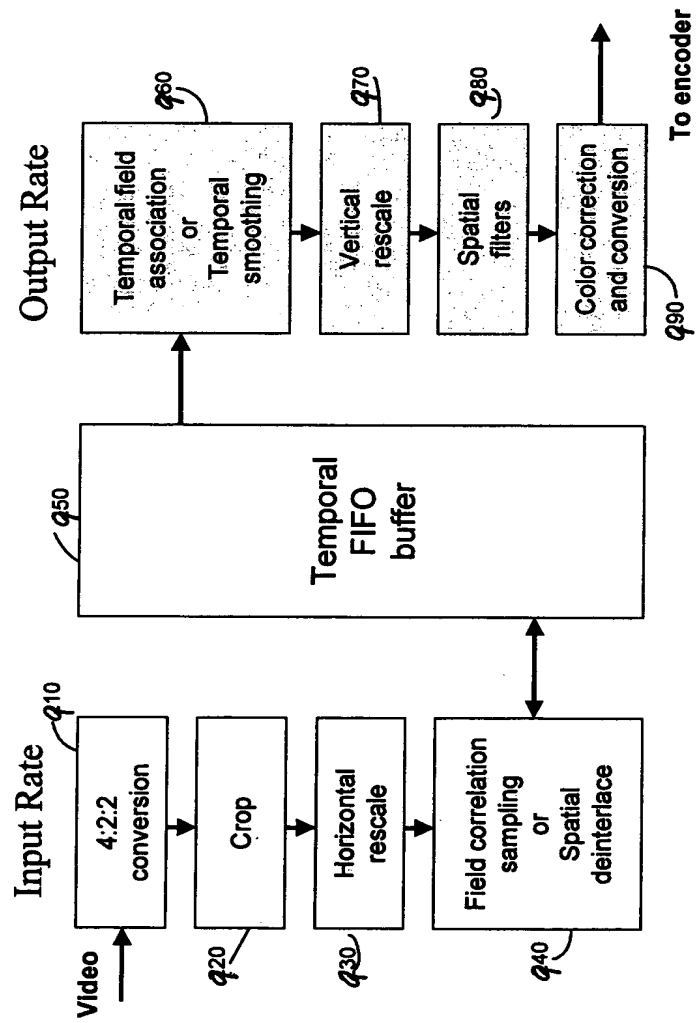 Input Rate
Output Rate
Video
910
4:2:2
conversion
920
Crop
930
Horizontal
rescale
940
Field correlation
sampling
or
Spatial
deinterlace
950
Temporal
FIFO
buffer
960
Temporal field
association
or
Temporal
smoothing
970
Vertical
rescale
980
Spatial
filters
990
Color correction
and conversion
To encoder